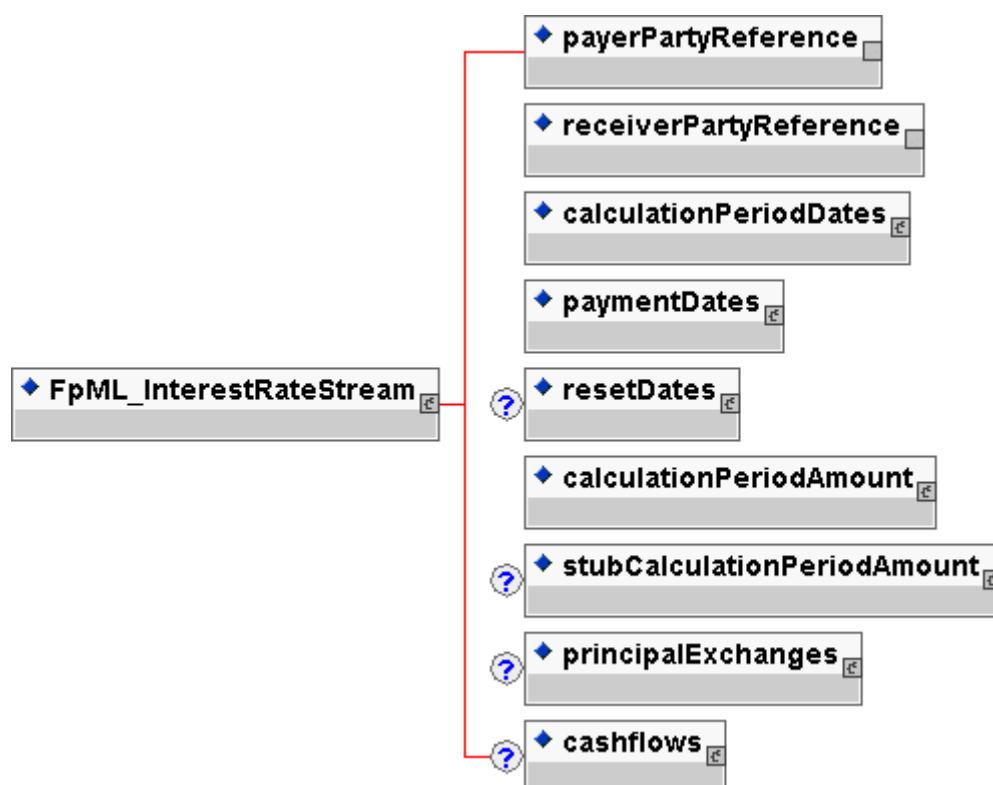 payerPartyReference
receiverPartyReference
calculationPeriodDates
paymentDates
FpML_InterestRateStream
? resetDates
calculationPeriodAmount
? stubCalculationPeriodAmount
? principalExchanges
? cashflows